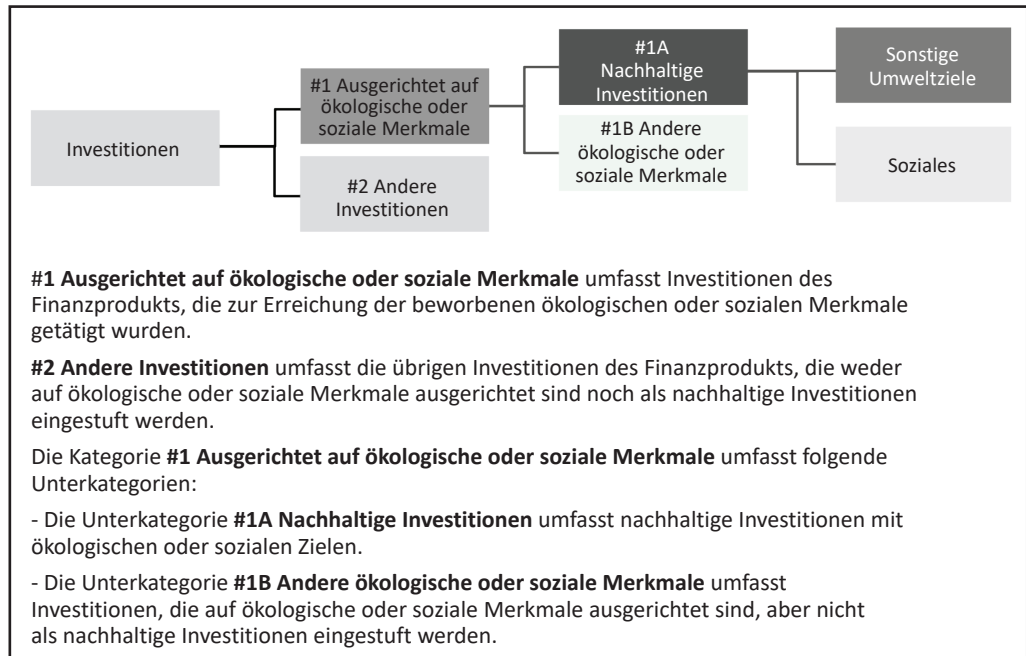 Investitionen
#1 Ausgerichtet auf
ökologische oder
soziale Merkmale
#2 Andere
Investitionen
#1A
Nachhaltige
Investitionen
#1B Andere
ökologische oder
soziale Merkmale
Sonstige
Umweltziele
Soziales
#1 Ausgerichtet auf ökologische oder soziale Merkmale umfasst Investitionen des
Finanzprodukts, die zur Erreichung der beworbenen ökologischen oder sozialen Merkmale
getätigt wurden.
#2 Andere Investitionen umfasst die übrigen Investitionen des Finanzprodukts, die weder
auf ökologische oder soziale Merkmale ausgerichtet sind noch als nachhaltige Investitionen
eingestuft werden.
Die Kategorie #1 Ausgerichtet auf ökologische oder soziale Merkmale umfasst folgende
Unterkategorien:
- Die Unterkategorie #1A Nachhaltige Investitionen umfasst nachhaltige Investitionen mit
ökologischen oder sozialen Zielen.
- Die Unterkategorie #1B Andere ökologische oder soziale Merkmale umfasst
Investitionen, die auf ökologische oder soziale Merkmale ausgerichtet sind, aber nicht
als nachhaltige Investitionen eingestuft werden.